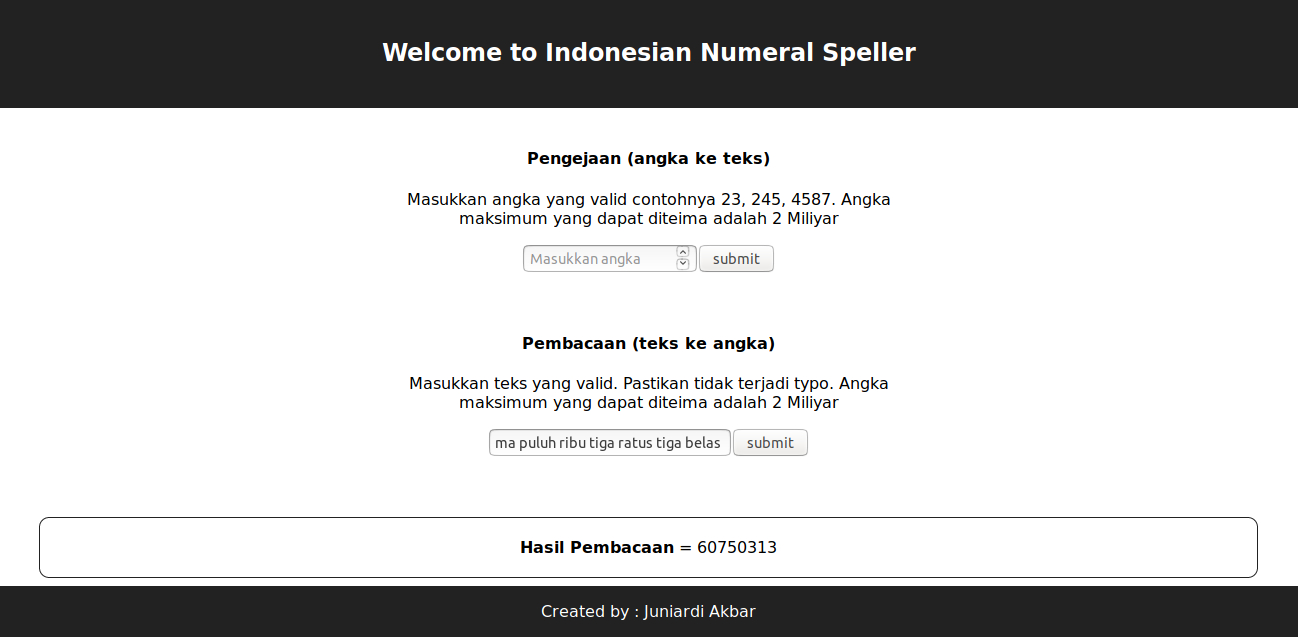 Welcome to Indonesian Numeral Speller
Pengejaan (angka ke teks)
Masukkan angka yang valid contohnya 23, 245, 4587. Angka
maksimum yang dapat diteima adalah 2 Miliyar
Masukkan angka submit
Pembacaan (teks ke angka)
Masukkan teks yang valid. Pastikan tidak terjadi typo. Angka
maksimum yang dapat diteima adalah 2 Miliyar
ma puluh ribu tiga ratus tiga belas submit
Hasil Pembacaan = 60750313
Created by : Juniardi Akbar